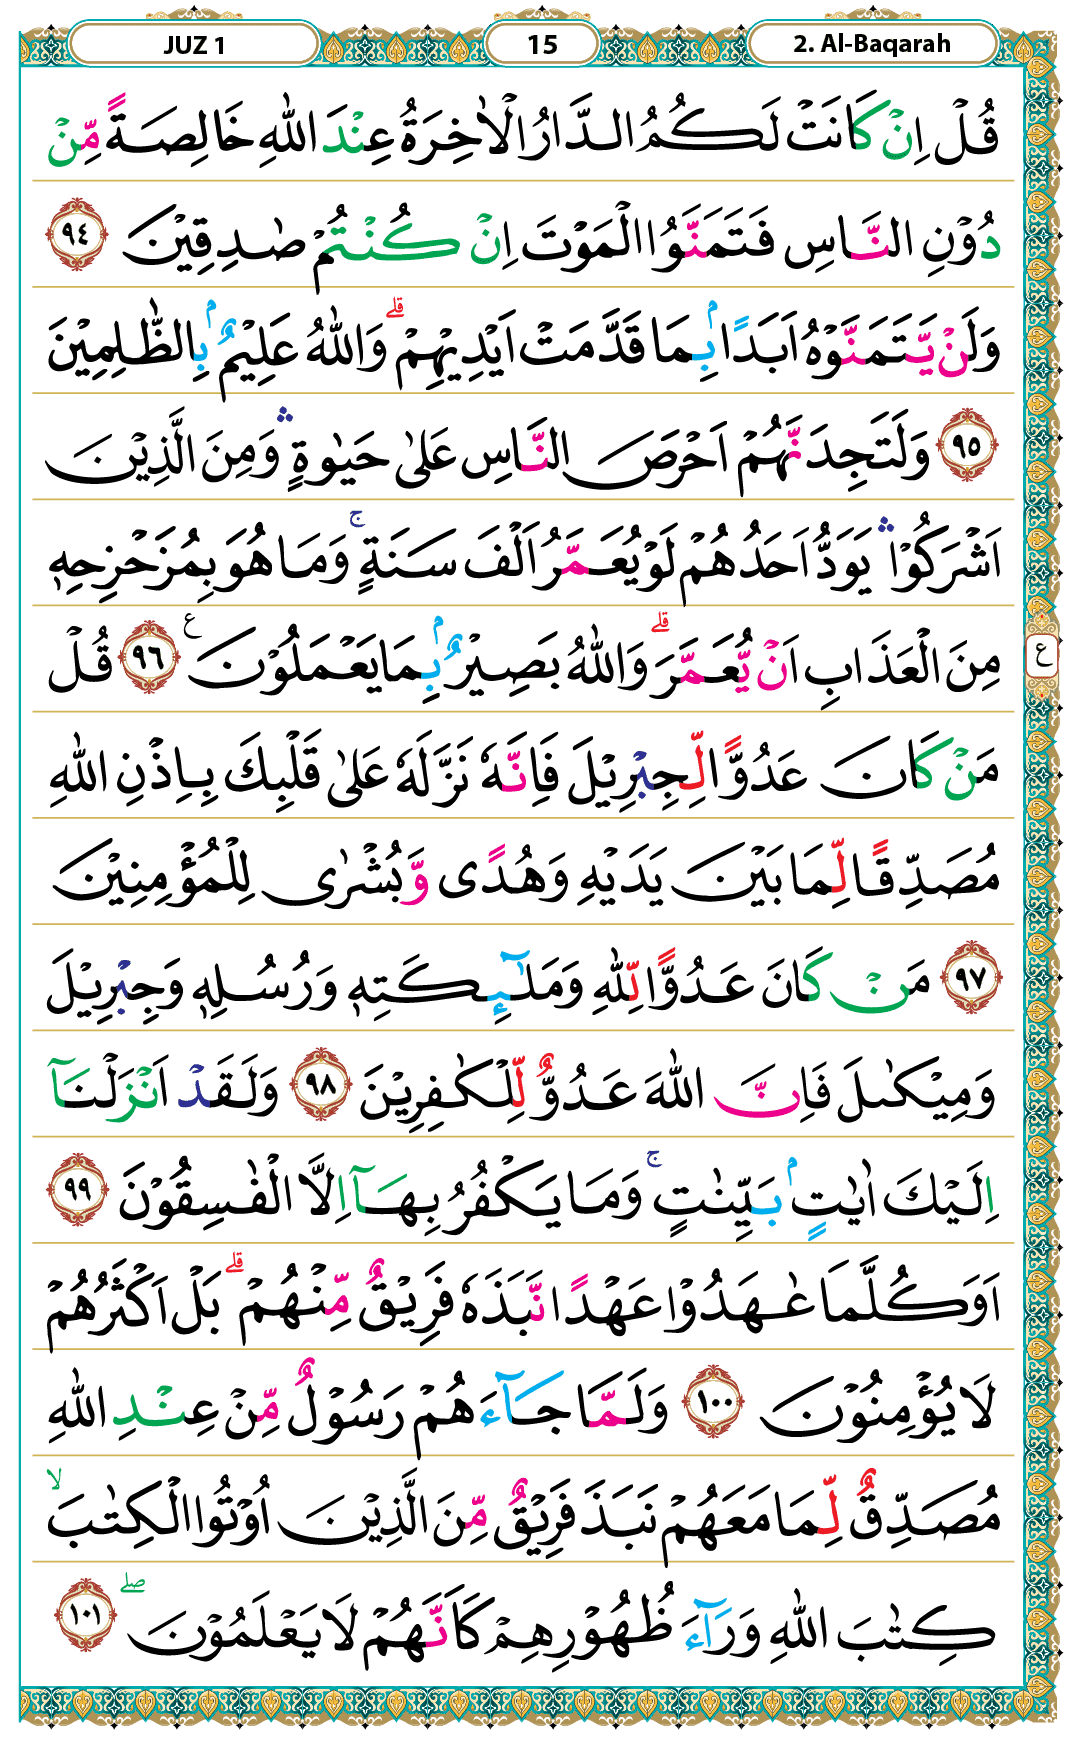 JUZ 1 15 2. Al-Baqarah
قُلْ اِنْ كَانَتْ لَـكُمُ الدَّارُ الْاٰخِرَةُ عِنْدَ اللّٰهِ خَالِصَةً مِّنْ
دُوْنِ النَّاسِ فَتَمَنَّوُا الْمَوْتَ اِنْ كُنْتُمْ صٰدِقِيْنَ ٩٤
وَلَنْ يَّتَمَنَّوْهُ اَبَدًاۢ بِمَا قَدَّمَتْ اَيْدِيْهِمْۗ وَاللّٰهُ عَلِيْمٌۢ بِالظّٰلِمِيْنَ
٩٥ وَلَتَجِدَنَّهُمْ اَحْرَصَ النَّاسِ عَلٰى حَيٰوةٍۛ وَمِنَ الَّذِيْنَ
اَشْرَكُوْاۛ يَوَدُّ اَحَدُهُمْ لَوْ يُعَمَّرُ اَلْفَ سَنَةٍۚ وَمَا هُوَ بِمُزَحْزِحِهٖ
مِنَ الْعَذَابِ اَنْ يُّعَمَّرَۗ وَاللّٰهُ بَصِيْرٌۢ بِمَا يَعْمَلُوْنَ ع ٩٦ قُلْ
ع
مَنْ كَانَ عَدُوًّا لِّجِبْرِيْلَ فَاِنَّهٗ نَزَّلَهٗ عَلٰى قَلْبِكَ بِاِذْنِ اللّٰهِ
مُصَدِّقًا لِّمَا بَيْنَ يَدَيْهِ وَهُدًى وَّبُشْرٰى لِلْمُؤْمِنِيْنَ
٩٧ مَنْ كَانَ عَدُوًّا لِّلّٰهِ وَمَلٰۤىِٕكَتِهٖ وَرُسُلِهٖ وَجِبْرِيْلَ
وَمِيْكٰىلَ فَاِنَّ اللّٰهَ عَدُوٌّ لِّلْكٰفِرِيْنَ ٩٨ وَلَقَدْ اَنْزَلْنَآ
اِلَيْكَ اٰيٰتٍۢ بَيِّنٰتٍۚ وَمَا يَكْفُرُ بِهَآ اِلَّا الْفٰسِقُوْنَ ٩٩
اَوَكُلَّمَا عٰهَدُوْا عَهْدًا نَّبَذَهٗ فَرِيْقٌ مِّنْهُمْۗ بَلْ اَكْثَرُهُمْ
لَا يُؤْمِنُوْنَ ١٠٠ وَلَمَّا جَاۤءَهُمْ رَسُوْلٌ مِّنْ عِنْدِ اللّٰهِ
مُصَدِّقٌ لِّمَا مَعَهُمْ نَبَذَ فَرِيْقٌ مِّنَ الَّذِيْنَ اُوْتُوا الْكِتٰبَۙ
كِتٰبَ اللّٰهِ وَرَاۤءَ ظُهُوْرِهِمْ كَاَنَّهُمْ لَا يَعْلَمُوْنَۖ ١٠١